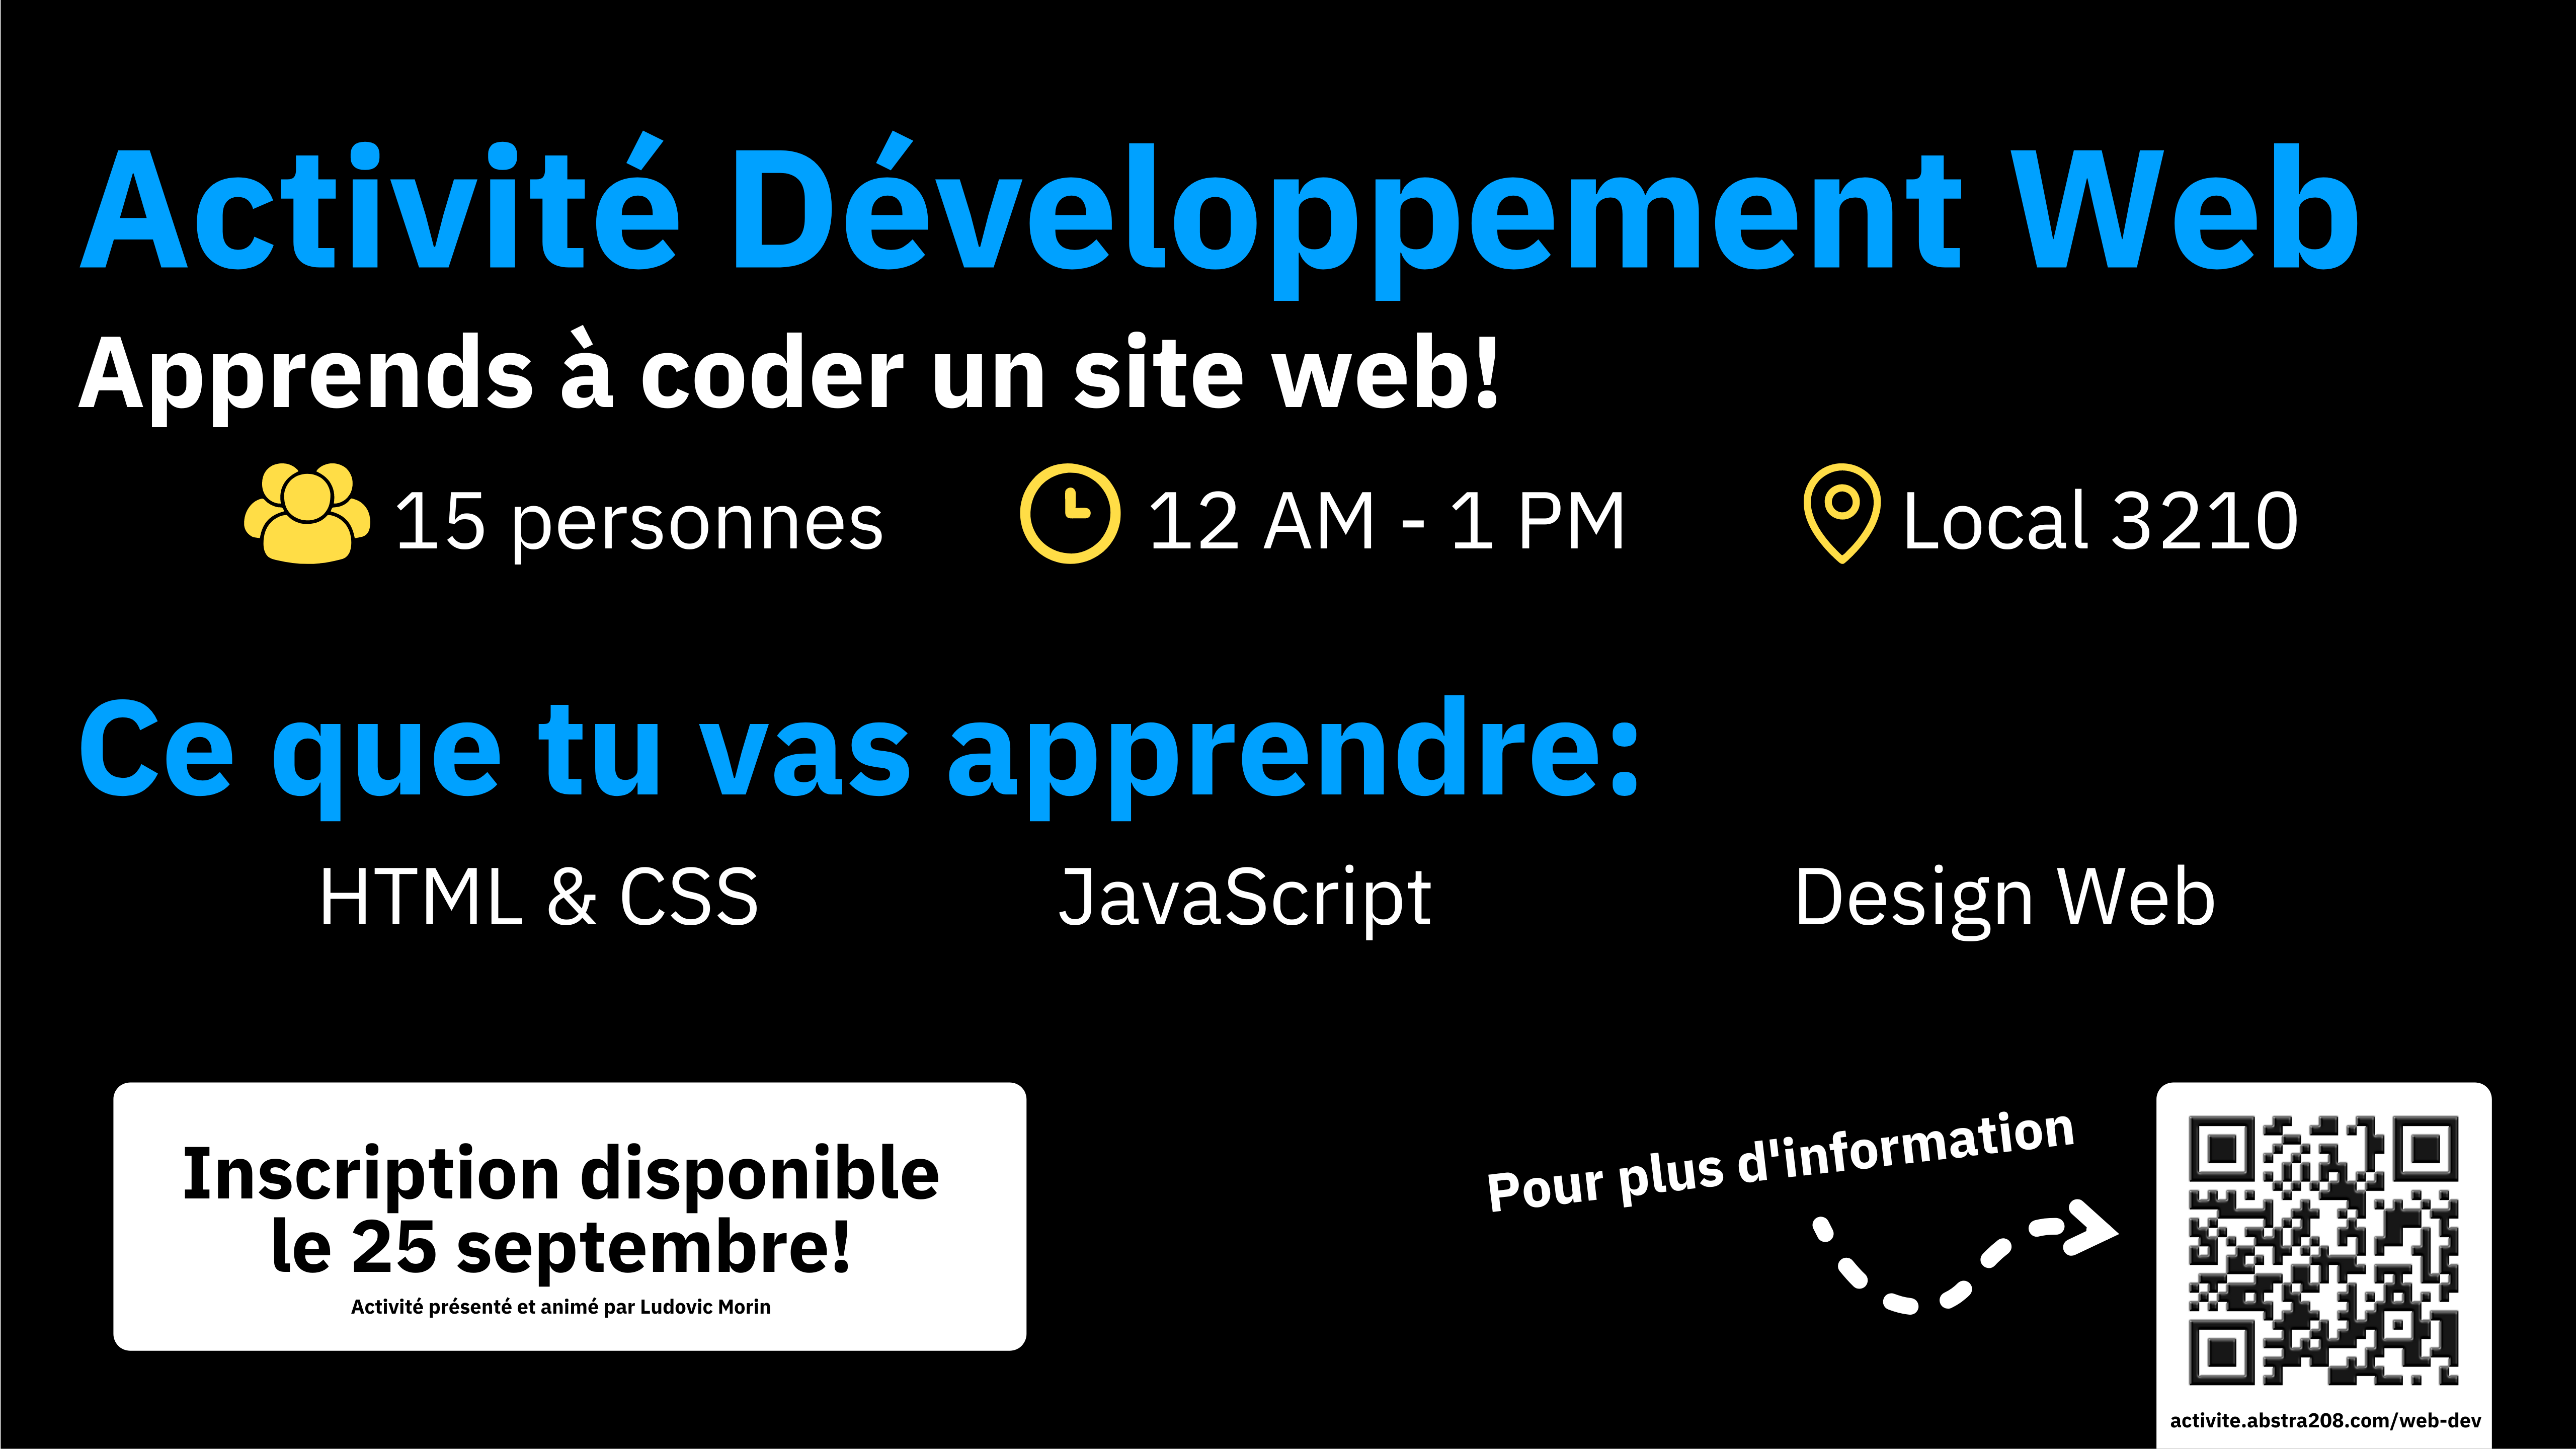 Activité Développement Web
Apprends à coder un site web!
15 personnes
12 AM - 1 PM
Local 3210
Ce que tu vas apprendre:
HTML & CSS
JavaScript
Design Web
Inscription disponible
le 25 septembre!
Activité présenté et animé par Ludovic Morin
Pour plus d'information
activite.abstra208.com/web-dev